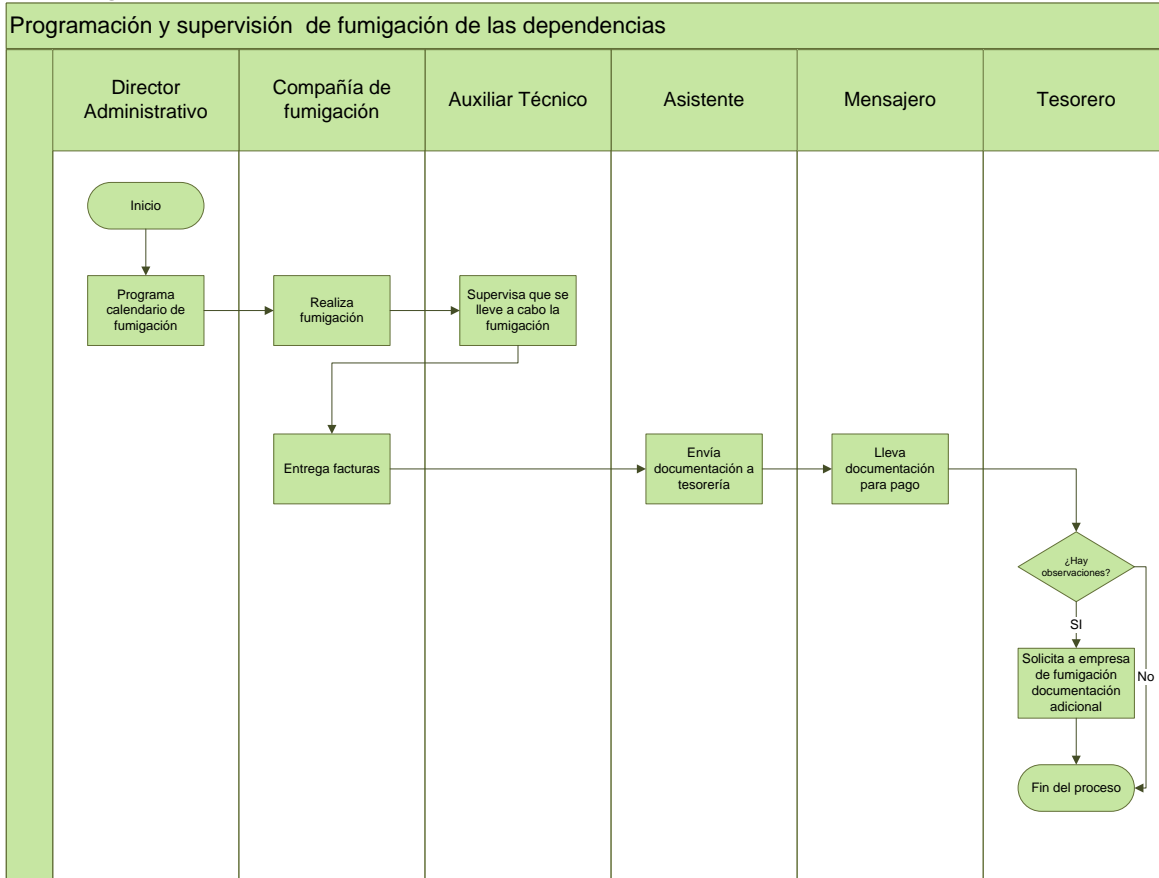 Programación y supervisión  de fumigación de las dependencias
Director
Administrativo
Compañía de
fumigación
Auxiliar Técnico
Asistente
Mensajero
Tesorero
Inicio
Programa
calendario de
fumigación
Realiza
fumigación
Supervisa que se
lleve a cabo la
fumigación
Entrega facturas
Envía
documentación a
tesorería
Lleva
documentación
para pago
¿Hay
observaciones?
SI
Solicita a empresa
de fumigación
documentación
adicional
No
Fin del proceso